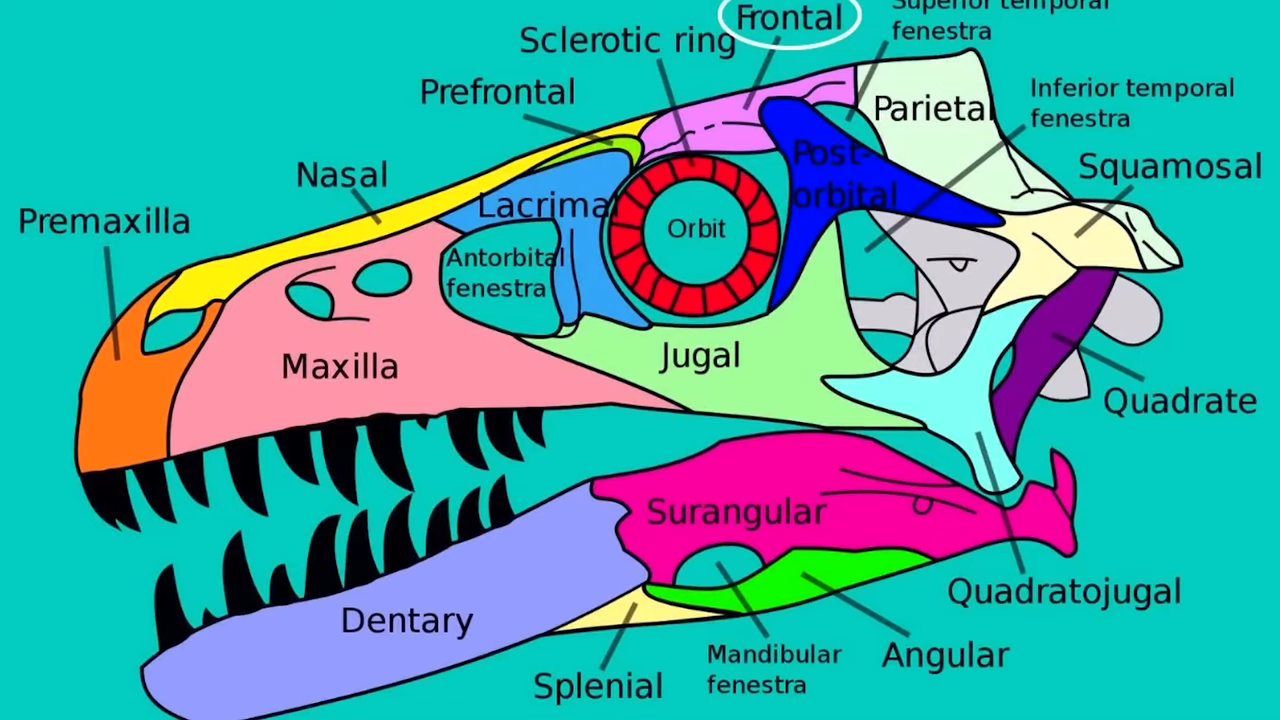 Frontal
Superior temporal
fenestra
Sclerotic ring
Prefrontal
Inferior temporal
fenestra
Parietal
Post-
orbital
Squamosal
Nasal
Lacrimal
Premaxilla
Orbit
Antorbital
fenestra
Maxilla
Jugal
Quadrate
Surangular
Quadratojugal
Dentary
Mandibular
fenestra
Angular
Splenial